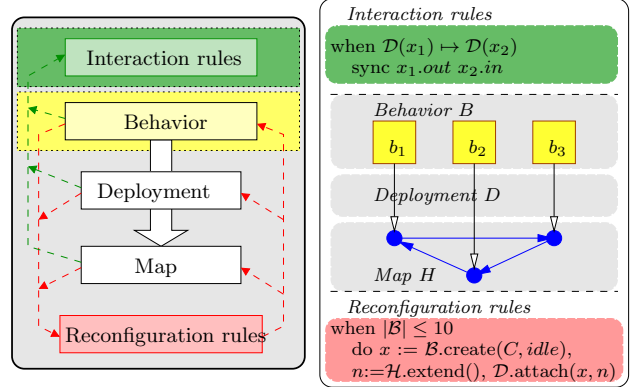 Interaction rules
Behavior
Deployment
Map
Reconfiguration rules
Interaction rules
when 𝒟(x₁) ↦ 𝒟(x₂)
sync x₁.out x₂.in
Behavior B
b₁ b₂ b₃
Deployment D
Map H
Reconfiguration rules
when |ℬ| ≤ 10
do x := ℬ.create(C, idle),
n:=ℋ.extend(), 𝒟.attach(x, n)